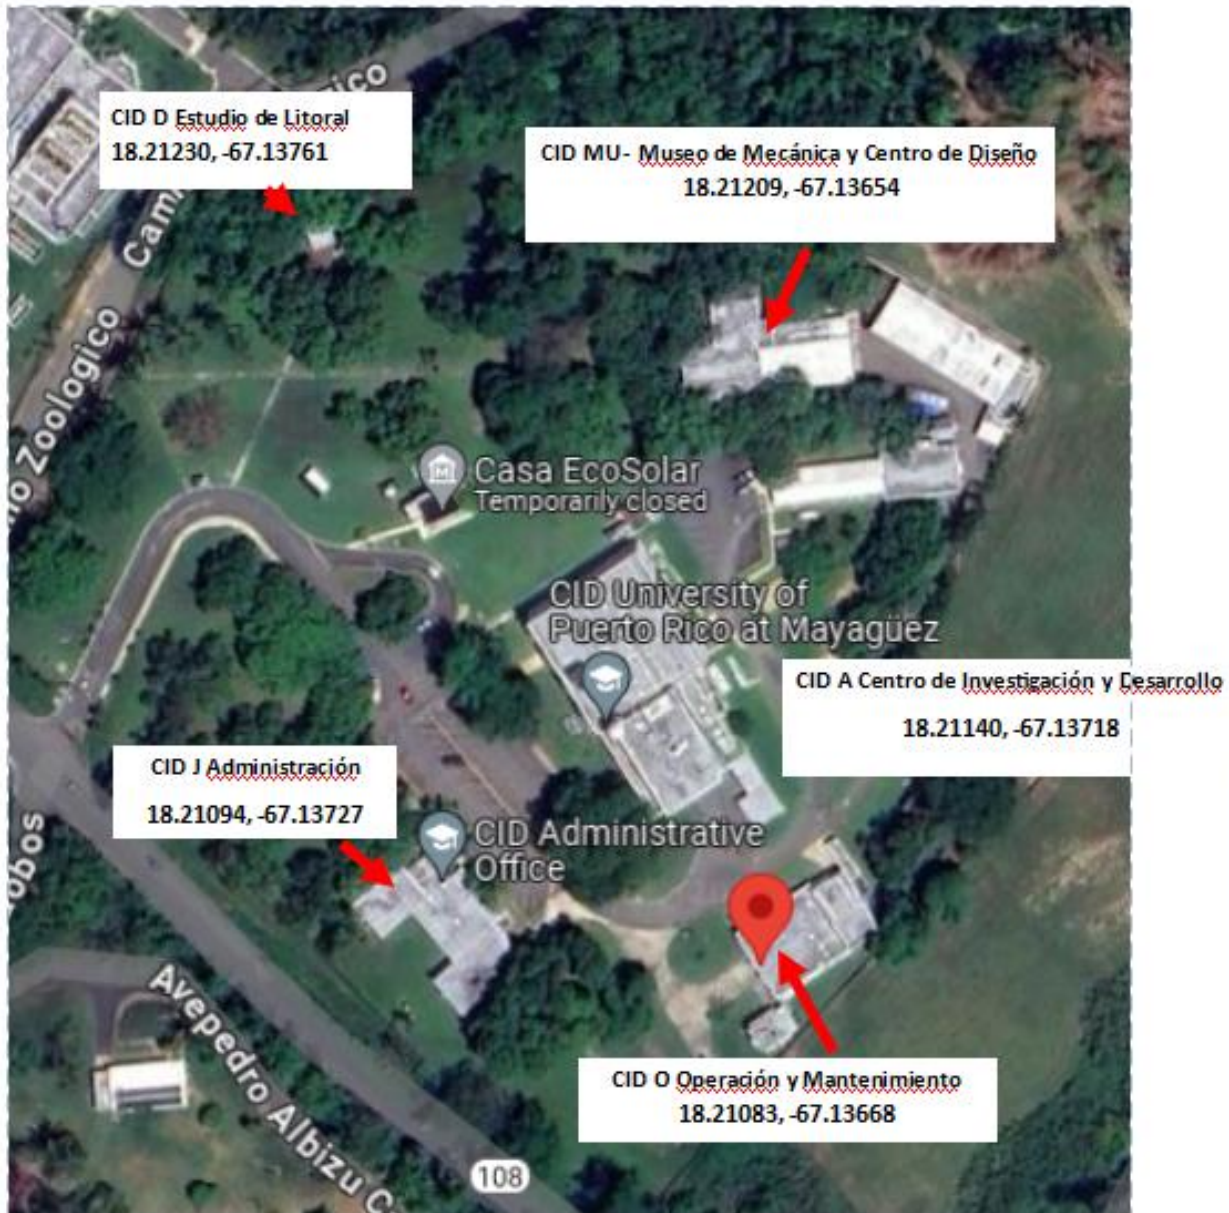 CID D Estudio de Litoral
18.21230, -67.13761
CID MU- Museo de Mecánica y Centro de Diseño
18.21209, -67.13654
Zoologico
Casa EcoSolar
Temporarily closed
CID University of
Puerto Rico at Mayagüez
CID A Centro de Investigación y Desarrollo
18.21140, -67.13718
CID J Administración
18.21094, -67.13727
CID Administrative
Office
Avepedro Albizu C
CID O Operación y Mantenimiento
18.21083, -67.13668
108